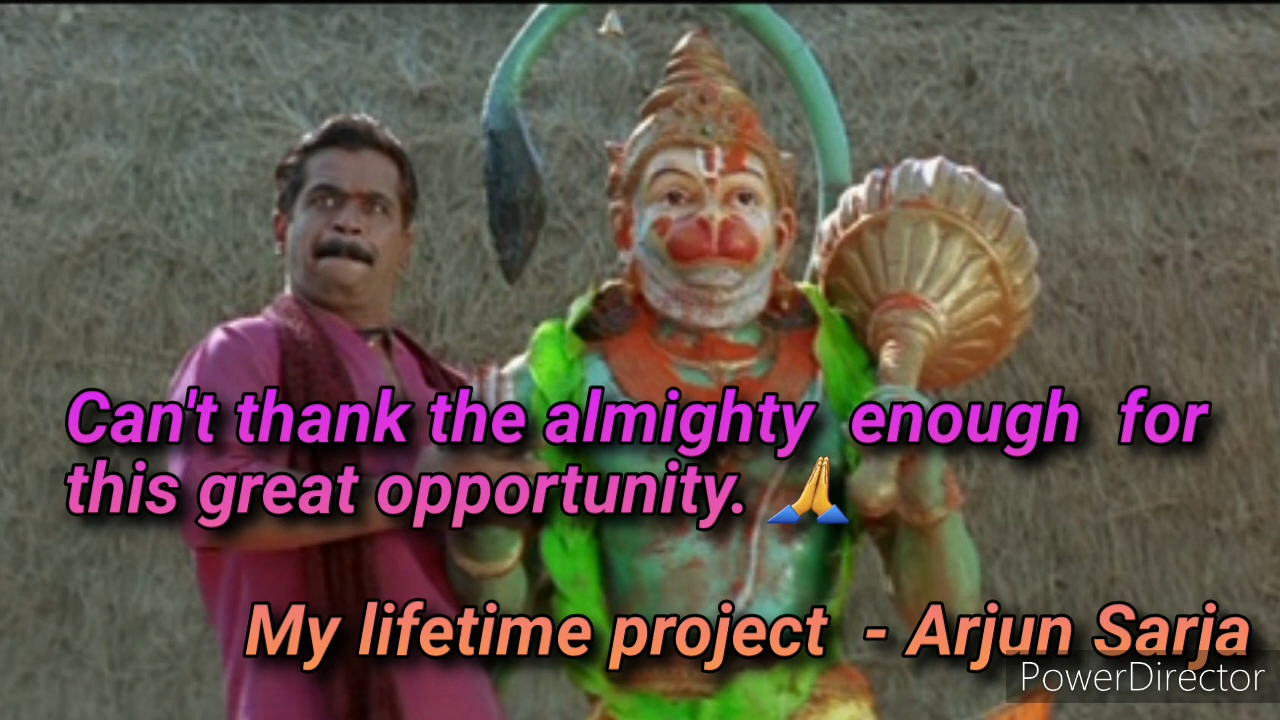 Can't thank the almighty enough for
this great opportunity. 🙏
My lifetime project - Arjun Sarja
PowerDirector